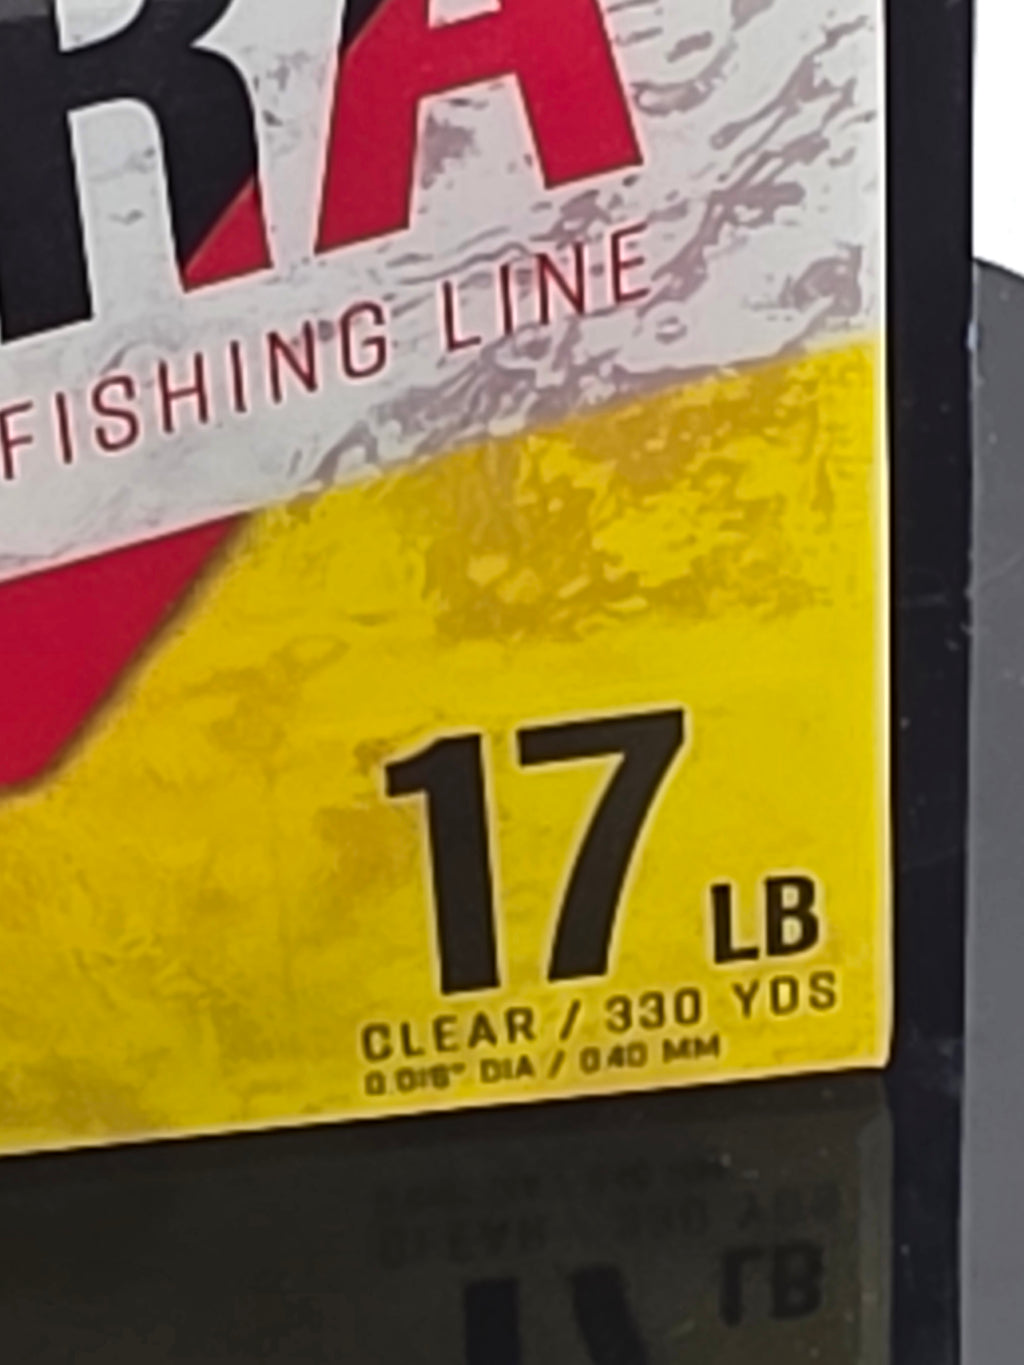 RA
FISHING LINE
17 LB
CLEAR / 330 YDS
0.016" DIA / 0.40 MM